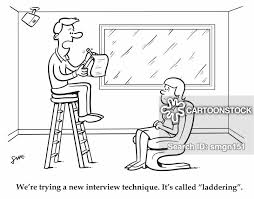 CARTOONSTOCK
.com
Search ID: smgn151
We're trying a new interview technique. It's called "laddering".